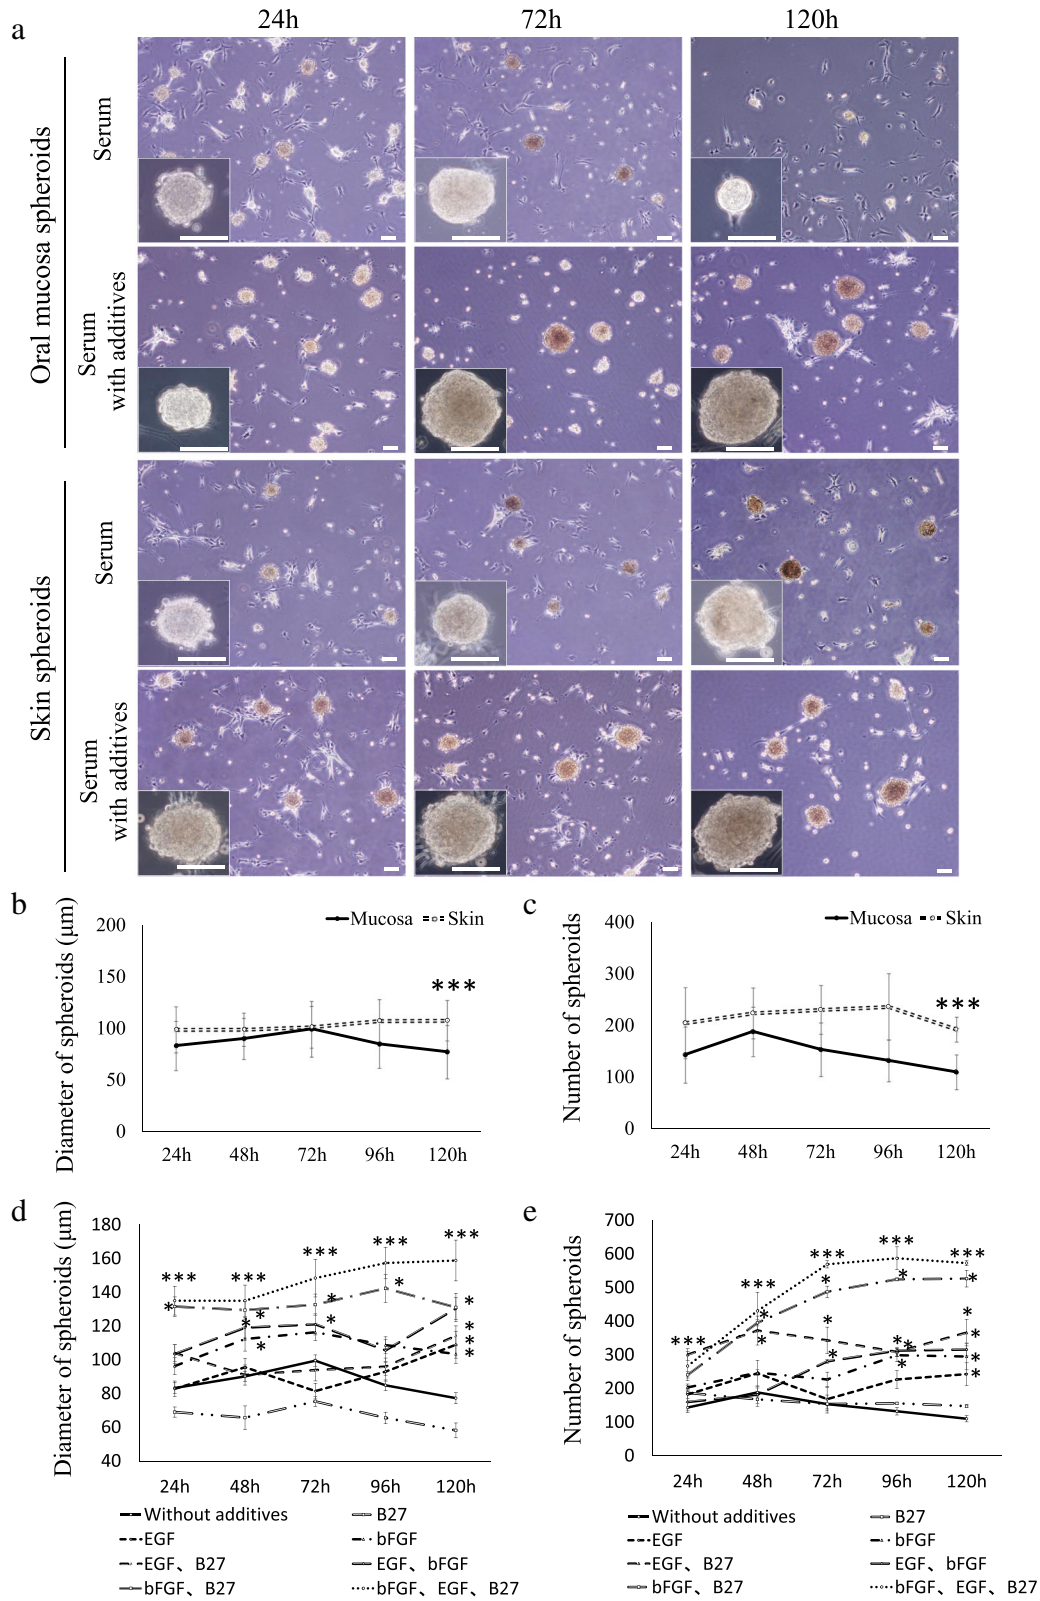 a
24h
72h
120h
Oral mucosa spheroids
Serum
Serum
with additives
Skin spheroids
Serum
Serum
with additives
b
Diameter of spheroids (μm)
Mucosa
Skin
200
150
100
50
0
***
24h
48h
72h
96h
120h
c
Number of spheroids
Mucosa
Skin
400
300
200
100
0
***
24h
48h
72h
96h
120h
d
Diameter of spheroids (μm)
180
160
140
120
100
80
60
40
***
***
***
***
***
*
*
*
*
*
*
*
*
*
*
24h
48h
72h
96h
120h
Without additives
B27
EGF
bFGF
EGF、B27
EGF、bFGF
bFGF、B27
bFGF、EGF、B27
e
Number of spheroids
700
600
500
400
300
200
100
0
***
***
***
***
***
*
*
*
*
*
*
*
*
*
*
*
*
*
24h
48h
72h
96h
120h
Without additives
B27
EGF
bFGF
EGF、B27
EGF、bFGF
bFGF、B27
bFGF、EGF、B27